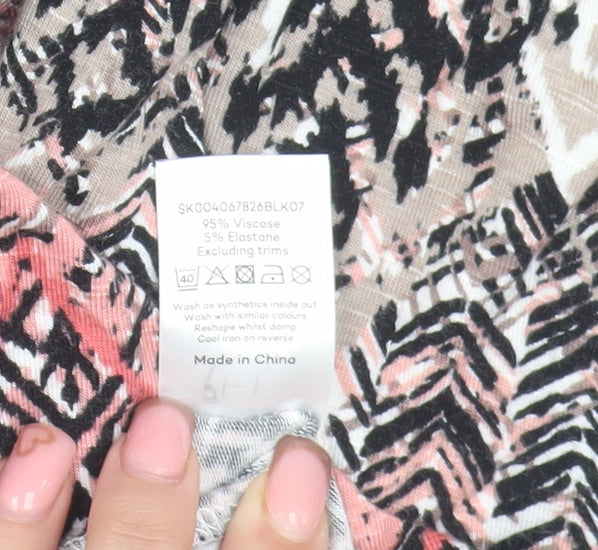 SK004067826BLK07
95% Viscose
5% Elastane
Excluding trims
40
Wash as synthetics inside out
Wash with similar colours
Reshape whilst damp
Cool iron on reverse
Made in China